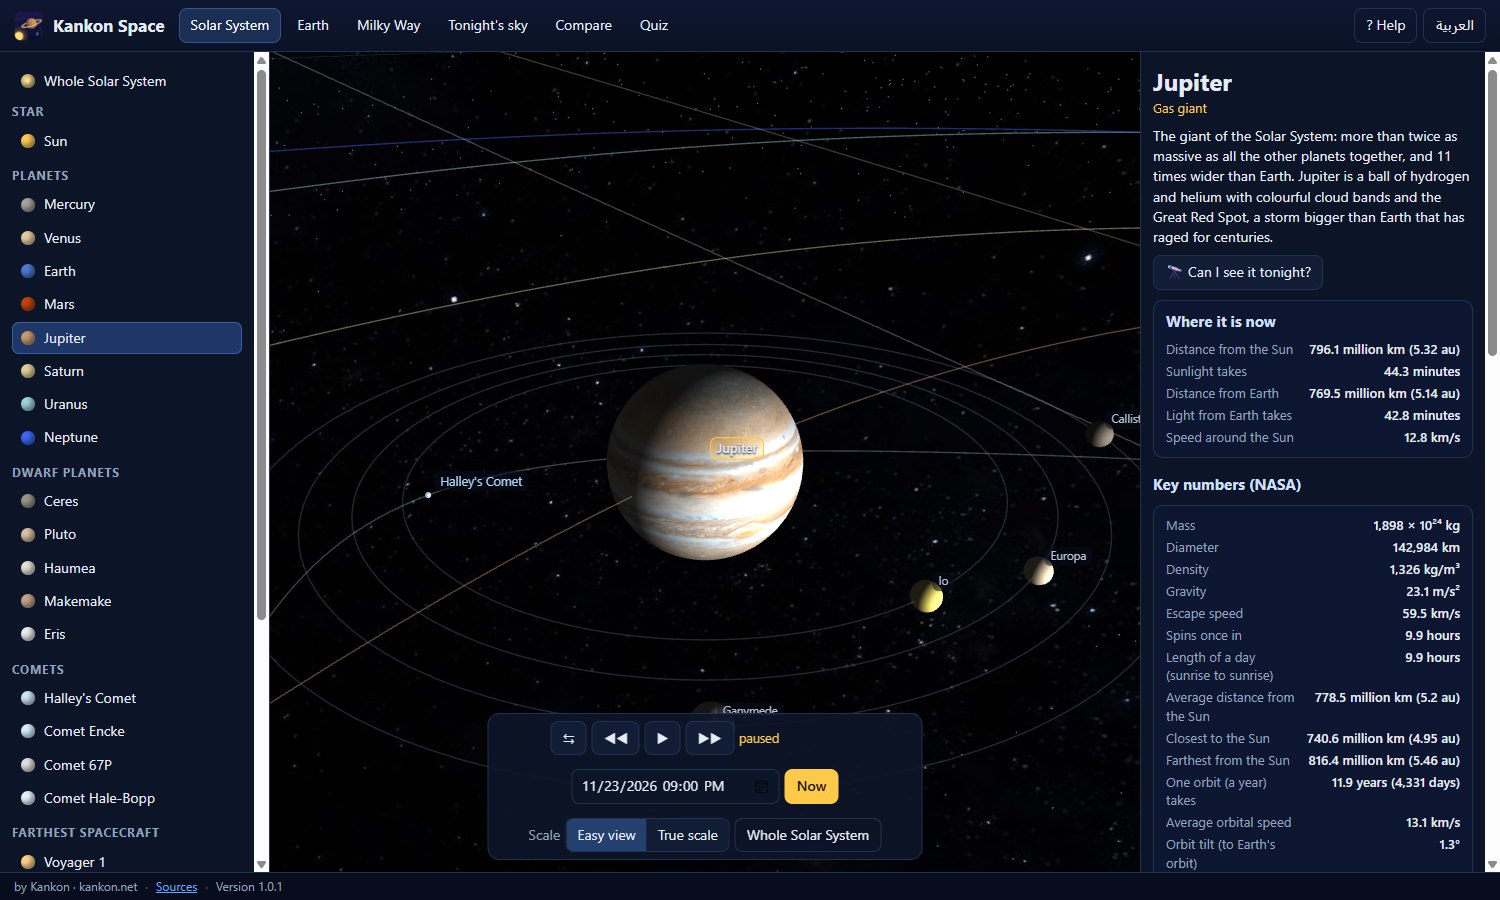 Kankon Space
Solar System
Earth
Milky Way
Tonight's sky
Compare
Quiz
? Help
العربية
Whole Solar System
STAR
Sun
PLANETS
Mercury
Venus
Earth
Mars
Jupiter
Saturn
Uranus
Neptune
DWARF PLANETS
Ceres
Pluto
Haumea
Makemake
Eris
COMETS
Halley's Comet
Comet Encke
Comet 67P
Comet Hale-Bopp
FARTHEST SPACECRAFT
Voyager 1
Callist
Jupiter
Halley's Comet
Europa
Io
Ganymede
paused
11/23/2026 09:00 PM
Now
Scale
Easy view
True scale
Whole Solar System
Jupiter
Gas giant
The giant of the Solar System: more than twice as
massive as all the other planets together, and 11
times wider than Earth. Jupiter is a ball of hydrogen
and helium with colourful cloud bands and the
Great Red Spot, a storm bigger than Earth that has
raged for centuries.
Can I see it tonight?
Where it is now
Distance from the Sun 796.1 million km (5.32 au)
Sunlight takes 44.3 minutes
Distance from Earth 769.5 million km (5.14 au)
Light from Earth takes 42.8 minutes
Speed around the Sun 12.8 km/s
Key numbers (NASA)
Mass 1,898 × 10²⁴ kg
Diameter 142,984 km
Density 1,326 kg/m³
Gravity 23.1 m/s²
Escape speed 59.5 km/s
Spins once in 9.9 hours
Length of a day 9.9 hours
(sunrise to sunrise)
Average distance from 778.5 million km (5.2 au)
the Sun
Closest to the Sun 740.6 million km (4.95 au)
Farthest from the Sun 816.4 million km (5.46 au)
One orbit (a year) 11.9 years (4,331 days)
takes
Average orbital speed 13.1 km/s
Orbit tilt (to Earth's 1.3°
orbit)
by Kankon · kankon.net · Sources · Version 1.0.1